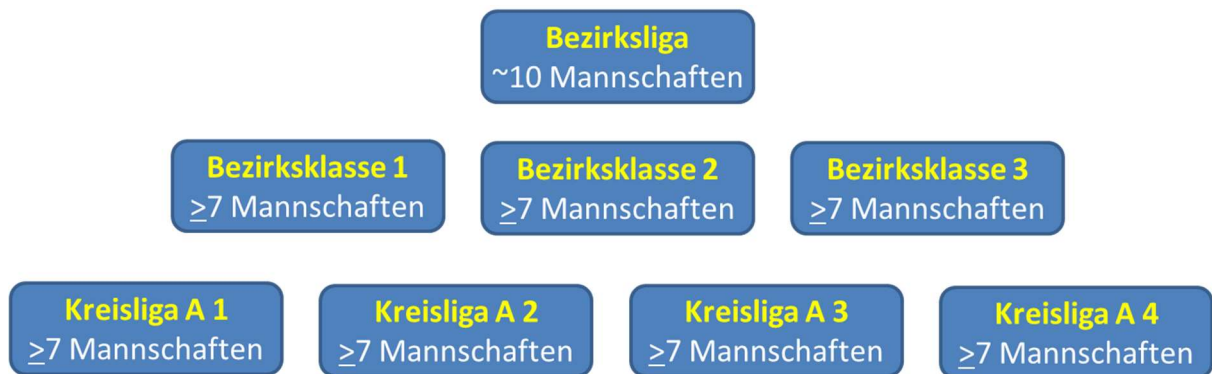 Bezirksliga
~10 Mannschaften
Bezirksklasse 1
≥7 Mannschaften
Bezirksklasse 2
≥7 Mannschaften
Bezirksklasse 3
≥7 Mannschaften
Kreisliga A 1
≥7 Mannschaften
Kreisliga A 2
≥7 Mannschaften
Kreisliga A 3
≥7 Mannschaften
Kreisliga A 4
≥7 Mannschaften